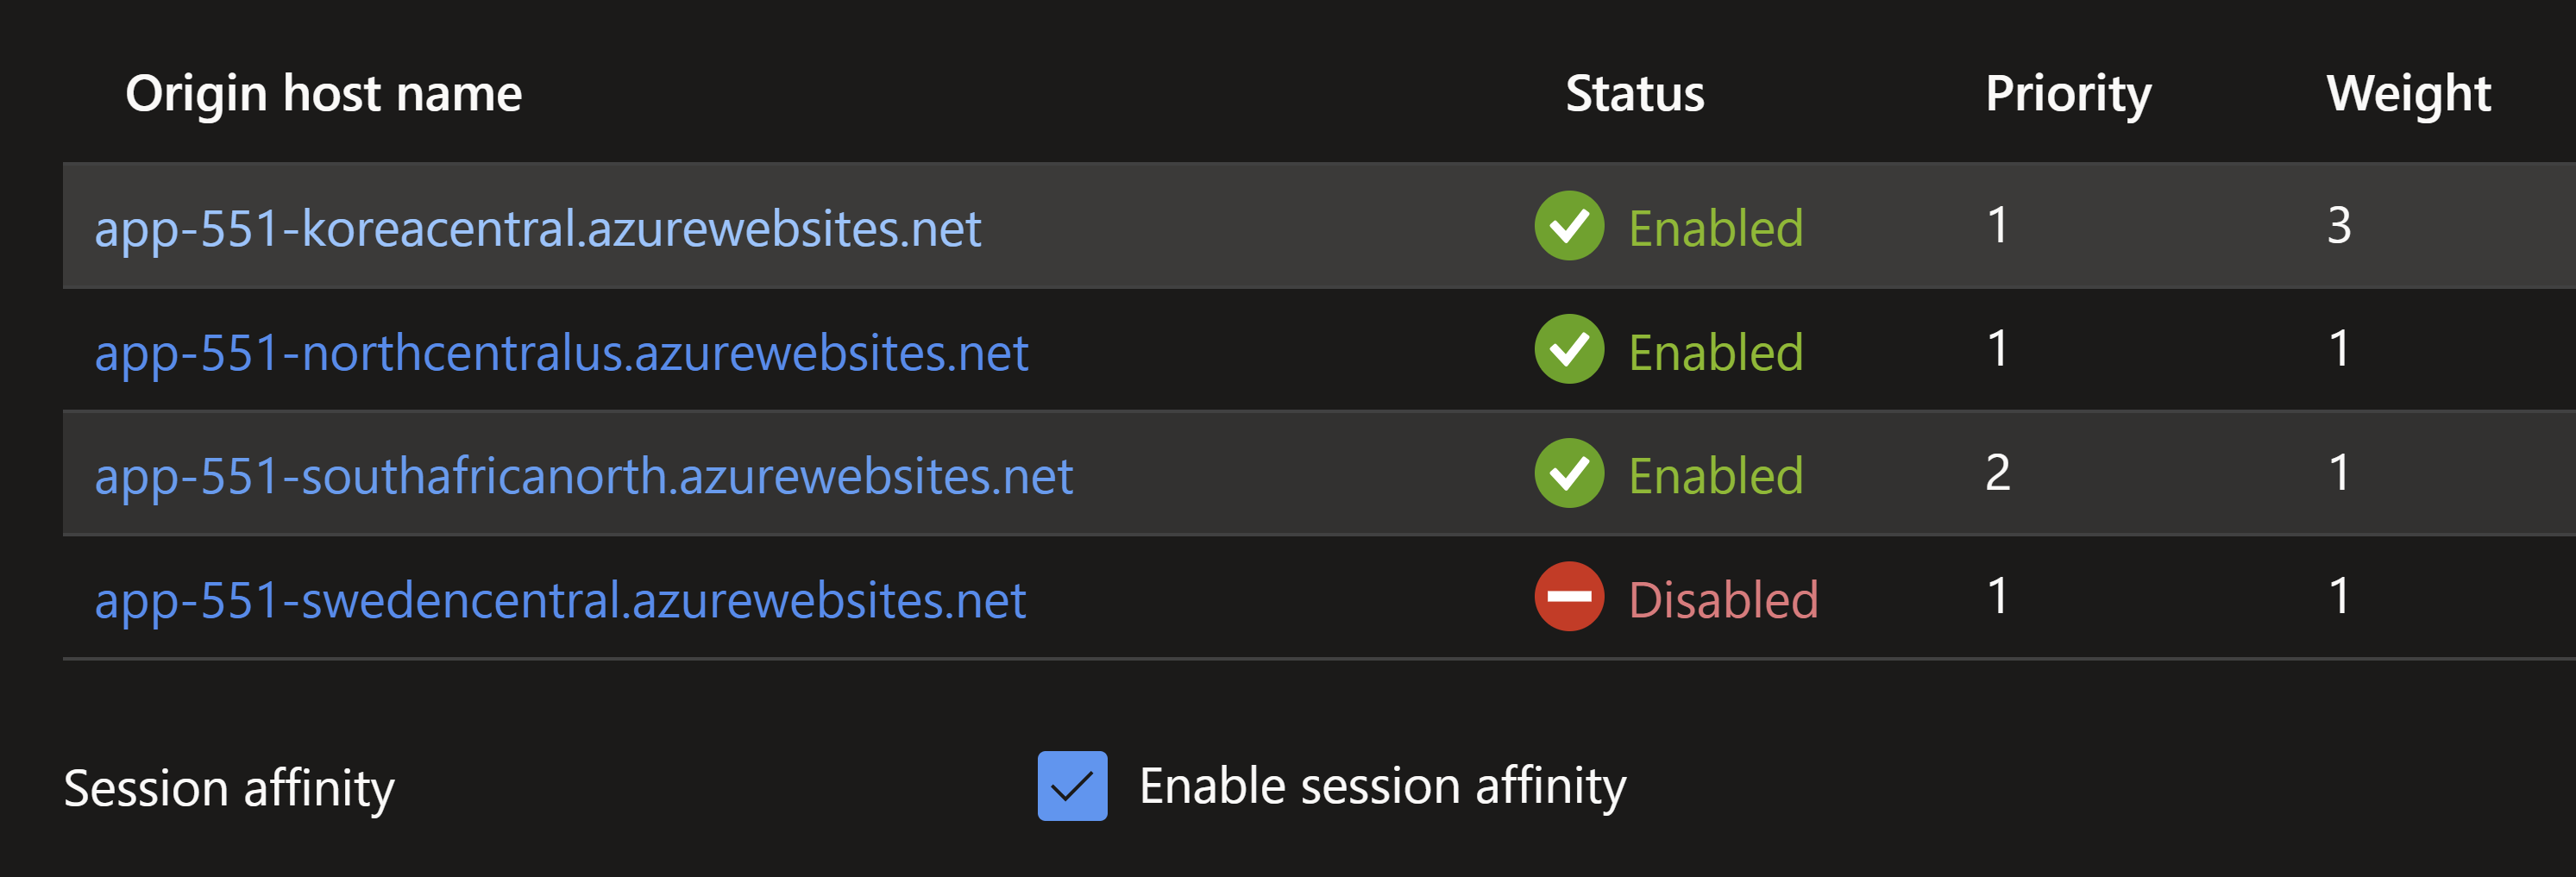 Origin host name Status Priority Weight
app-551-koreacentral.azurewebsites.net Enabled 1 3
app-551-northcentralus.azurewebsites.net Enabled 1 1
app-551-southafricanorth.azurewebsites.net Enabled 2 1
app-551-swedencentral.azurewebsites.net Disabled 1 1
Session affinity Enable session affinity